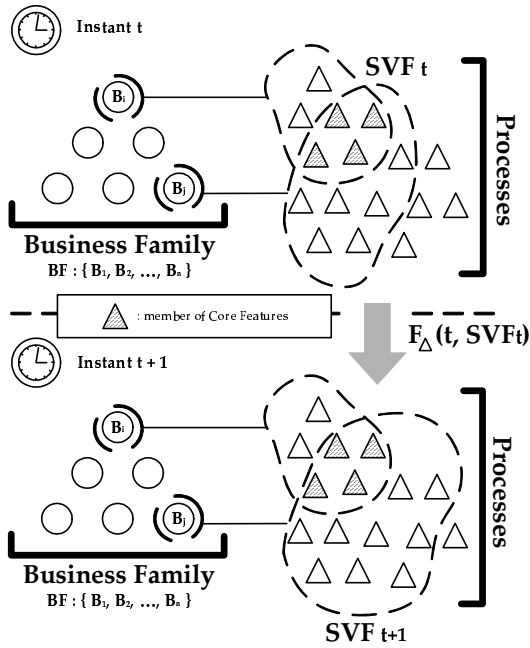 Instant t
SVF t
Bi
Bj
Processes
Business Family
BF : { B1, B2, ..., Bn }
: member of Core Features
F△ (t, SVFt)
Instant t + 1
Bi
Bj
Processes
Business Family
BF : { B1, B2, ..., Bn }
SVF t+1